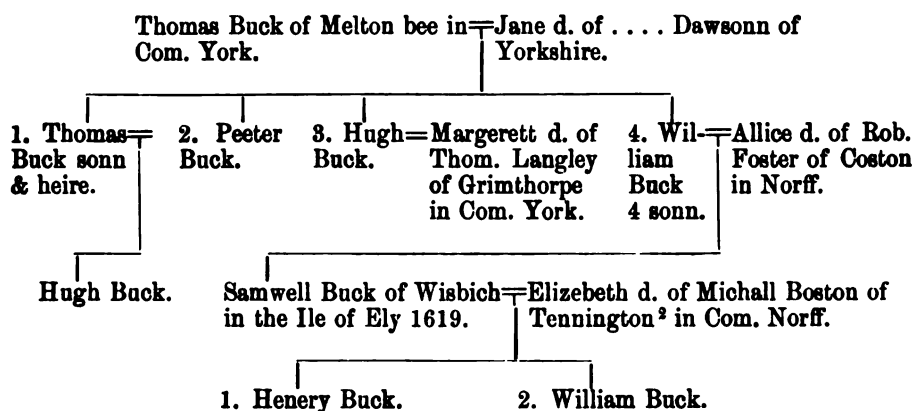 Thomas Buck of Melton bee in = Jane d. of .... Dawsonn of
Com. York. Yorkshire.
1. Thomas = 2. Peeter 3. Hugh = Margerett d. of 4. Wil- = Allice d. of Rob.
Buck sonn Buck. Buck. Thom. Langley liam Foster of Coston
& heire. of Grimthorpe Buck in Norff.
in Com. York. 4 sonn.
Hugh Buck. Samwell Buck of Wisbich = Elizebeth d. of Michall Boston of
in the Ile of Ely 1619. Tennington² in Com. Norff.
1. Henery Buck. 2. William Buck.